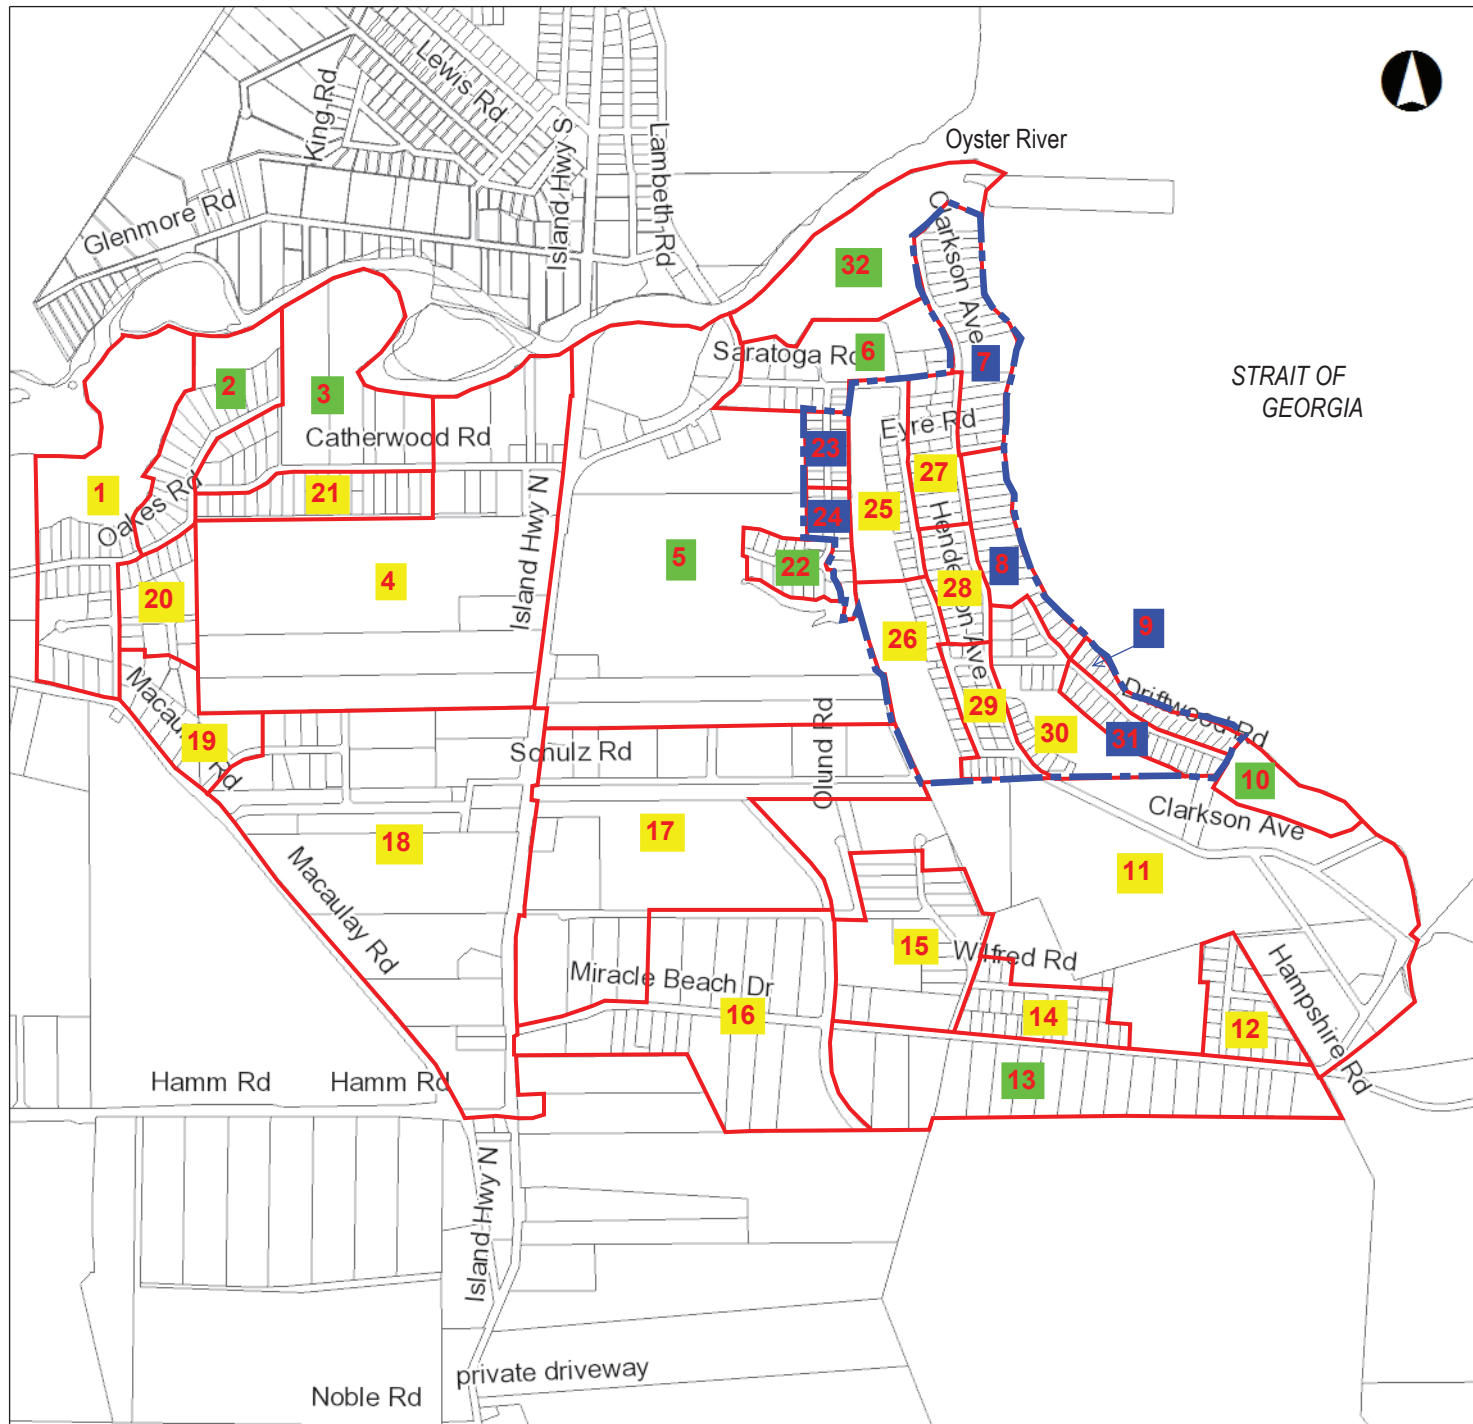 Lewis Rd
King Rd
Island Hwy S
Lambeth Rd
Glenmore Rd
Oyster River
Clarkson Ave
32
STRAIT OF
GEORGIA
Saratoga Rd
6
7
2
3
Catherwood Rd
Eyre Rd
23
27
1
21
Oakes Rd
24
25
Island Hwy N
Henderson Ave
5
22
8
4
20
28
9
26
Macaulay Rd
19
Driftwood Rd
29
30
31
10
Schulz Rd
Olund Rd
Clarkson Ave
18
17
11
Macaulay Rd
15
Wilfred Rd
Hampshire Rd
Miracle Beach Dr
16
14
12
13
Hamm Rd
Hamm Rd
Island Hwy N
private driveway
Noble Rd